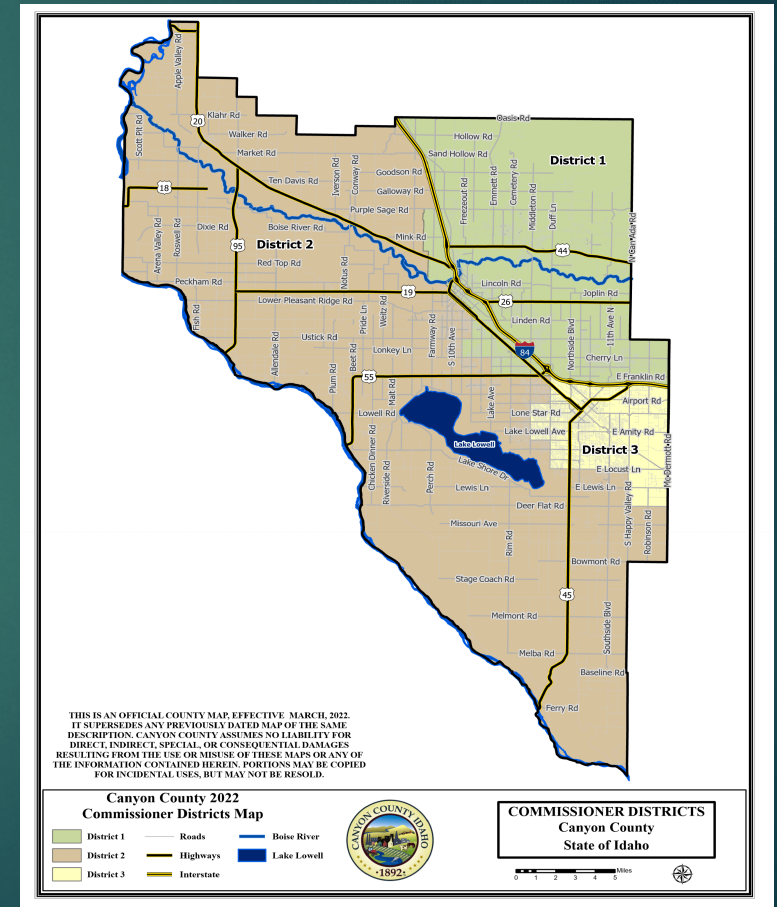 Apple Valley Rd
20
Klahr Rd
Walker Rd
Market Rd
Scott Pit Rd
Oasis Rd
Hollow Rd
Sand Hollow Rd
District 1
Iverson Rd
Conway Rd
Goodson Rd
Galloway Rd
Ten Davis Rd
18
Purple Sage Rd
Freezeout Rd
Emmett Rd
Cemetery Rd
Middleton Rd
Duff Ln
N Can Ada Rd
Arena Valley Rd
Roswell Rd
Dixie Rd
95
Boise River Rd
District 2
Mink Rd
44
Red Top Rd
Notus Rd
Peckham Rd
19
Lincoln Rd
Joplin Rd
26
Lower Pleasant Ridge Rd
Fish Rd
Pride Ln
Weitz Rd
Farmway Rd
S 10th Ave
Linden Rd
Northside Blvd
11th Ave N
Allendale Rd
Ustick Rd
Lonkey Ln
84
Cherry Ln
Plum Rd
Beet Rd
55
E Franklin Rd
Malt Rd
Lake Ave
Airport Rd
Lowell Rd
Lone Star Rd
Lake Lowell Ave
E Amity Rd
Lake Lowell
District 3
Chicken Dinner Rd
Riverside Rd
Perch Rd
Lake Shore Dr
E Locust Ln
McDermott Rd
Lewis Ln
E Lewis Ln
Deer Flat Rd
S Happy Valley Rd
Robinson Rd
Missouri Ave
Rim Rd
Bowmont Rd
Stage Coach Rd
45
Melmont Rd
Southside Blvd
Melba Rd
Baseline Rd
Ferry Rd
THIS IS AN OFFICIAL COUNTY MAP, EFFECTIVE MARCH, 2022.
IT SUPERSEDES ANY PREVIOUSLY DATED MAP OF THE SAME
DESCRIPTION. CANYON COUNTY ASSUMES NO LIABILITY FOR
DIRECT, INDIRECT, SPECIAL, OR CONSEQUENTIAL DAMAGES
RESULTING FROM THE USE OR MISUSE OF THESE MAPS OR ANY OF
THE INFORMATION CONTAINED HEREIN. PORTIONS MAY BE COPIED
FOR INCIDENTAL USES, BUT MAY NOT BE RESOLD.
Canyon County 2022
Commissioner Districts Map
District 1
Roads
Boise River
District 2
Highways
Lake Lowell
District 3
Interstate
CANYON COUNTY IDAHO
·1892·
COMMISSIONER DISTRICTS
Canyon County
State of Idaho
Miles
0 1 2 3 4 5